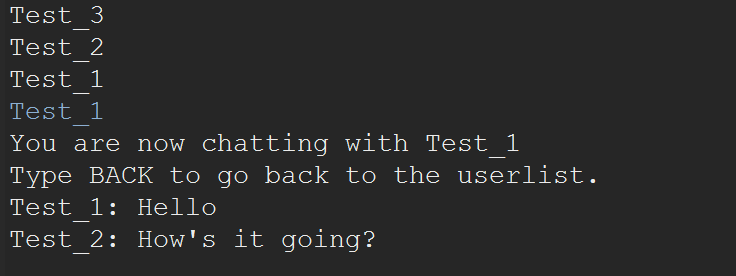 Test_3
Test_2
Test_1
Test_1
You are now chatting with Test_1
Type BACK to go back to the userlist.
Test_1: Hello
Test_2: How's it going?